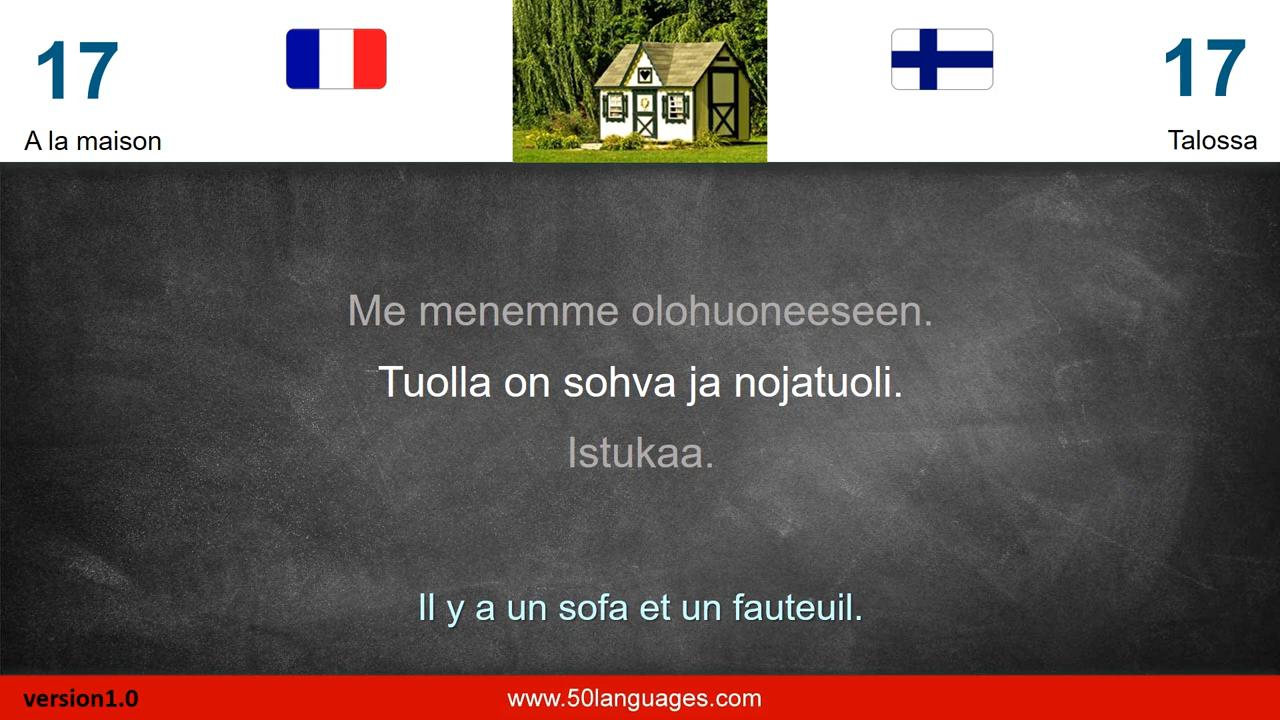 17
17
A la maison
Talossa
Me menemme olohuoneeseen.
Tuolla on sohva ja nojatuoli.
Istukaa.
Il y a un sofa et un fauteuil.
version1.0
www.50languages.com